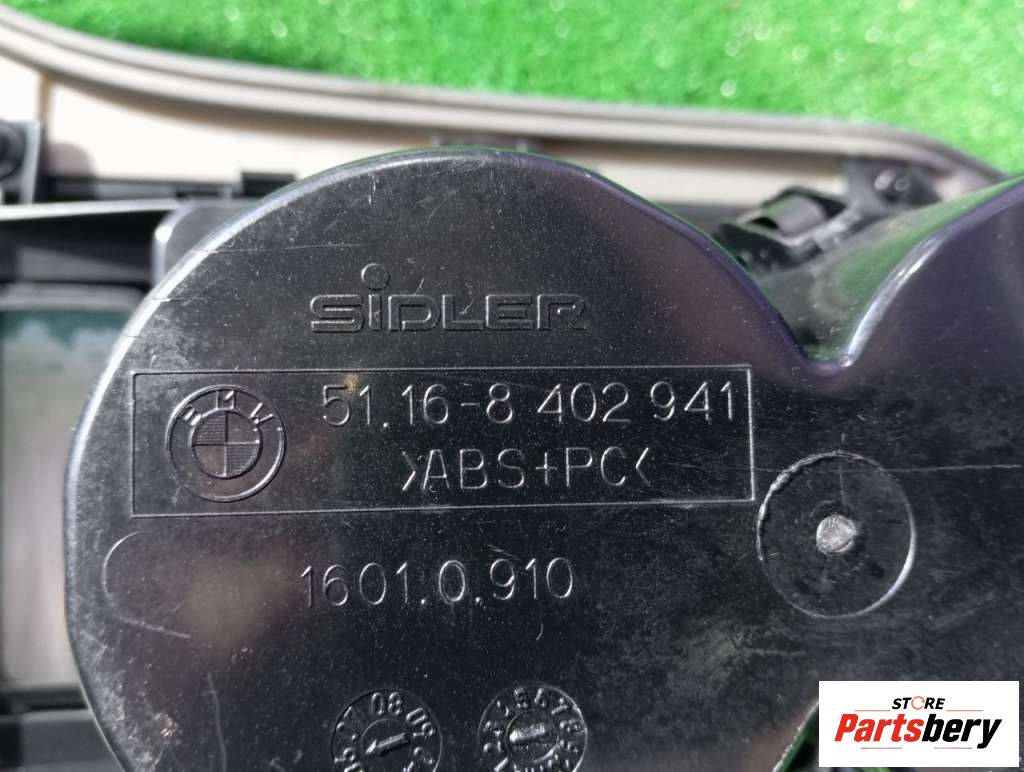 SiDLER
BMW
51.16-8 402 941
>ABS+PC<
1601.0.910
STORE
Partsbery